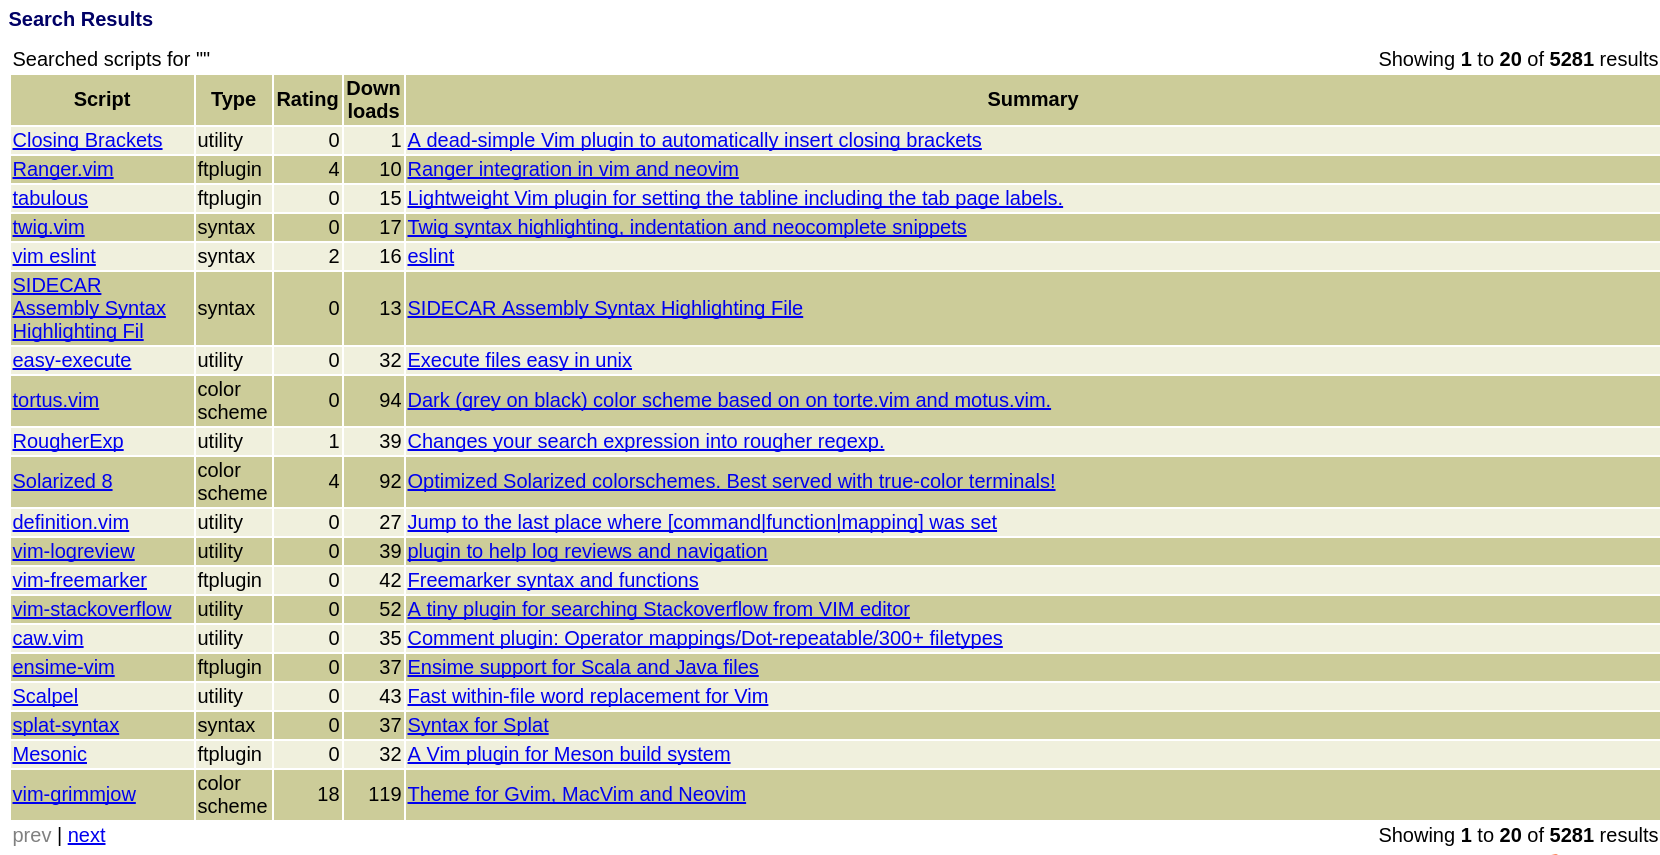 Search Results
Searched scripts for "" Showing 1 to 20 of 5281 results
Script Type Rating Down loads Summary
Closing Brackets utility 0 1 A dead-simple Vim plugin to automatically insert closing brackets
Ranger.vim ftplugin 4 10 Ranger integration in vim and neovim
tabulous ftplugin 0 15 Lightweight Vim plugin for setting the tabline including the tab page labels.
twig.vim syntax 0 17 Twig syntax highlighting, indentation and neocomplete snippets
vim eslint syntax 2 16 eslint
SIDECAR
Assembly Syntax
Highlighting Fil syntax 0 13 SIDECAR Assembly Syntax Highlighting File
easy-execute utility 0 32 Execute files easy in unix
tortus.vim color scheme 0 94 Dark (grey on black) color scheme based on on torte.vim and motus.vim.
RougherExp utility 1 39 Changes your search expression into rougher regexp.
Solarized 8 color scheme 4 92 Optimized Solarized colorschemes. Best served with true-color terminals!
definition.vim utility 0 27 Jump to the last place where [command|function|mapping] was set
vim-logreview utility 0 39 plugin to help log reviews and navigation
vim-freemarker ftplugin 0 42 Freemarker syntax and functions
vim-stackoverflow utility 0 52 A tiny plugin for searching Stackoverflow from VIM editor
caw.vim utility 0 35 Comment plugin: Operator mappings/Dot-repeatable/300+ filetypes
ensime-vim ftplugin 0 37 Ensime support for Scala and Java files
Scalpel utility 0 43 Fast within-file word replacement for Vim
splat-syntax syntax 0 37 Syntax for Splat
Mesonic ftplugin 0 32 A Vim plugin for Meson build system
vim-grimmjow color scheme 18 119 Theme for Gvim, MacVim and Neovim
prev | next Showing 1 to 20 of 5281 results